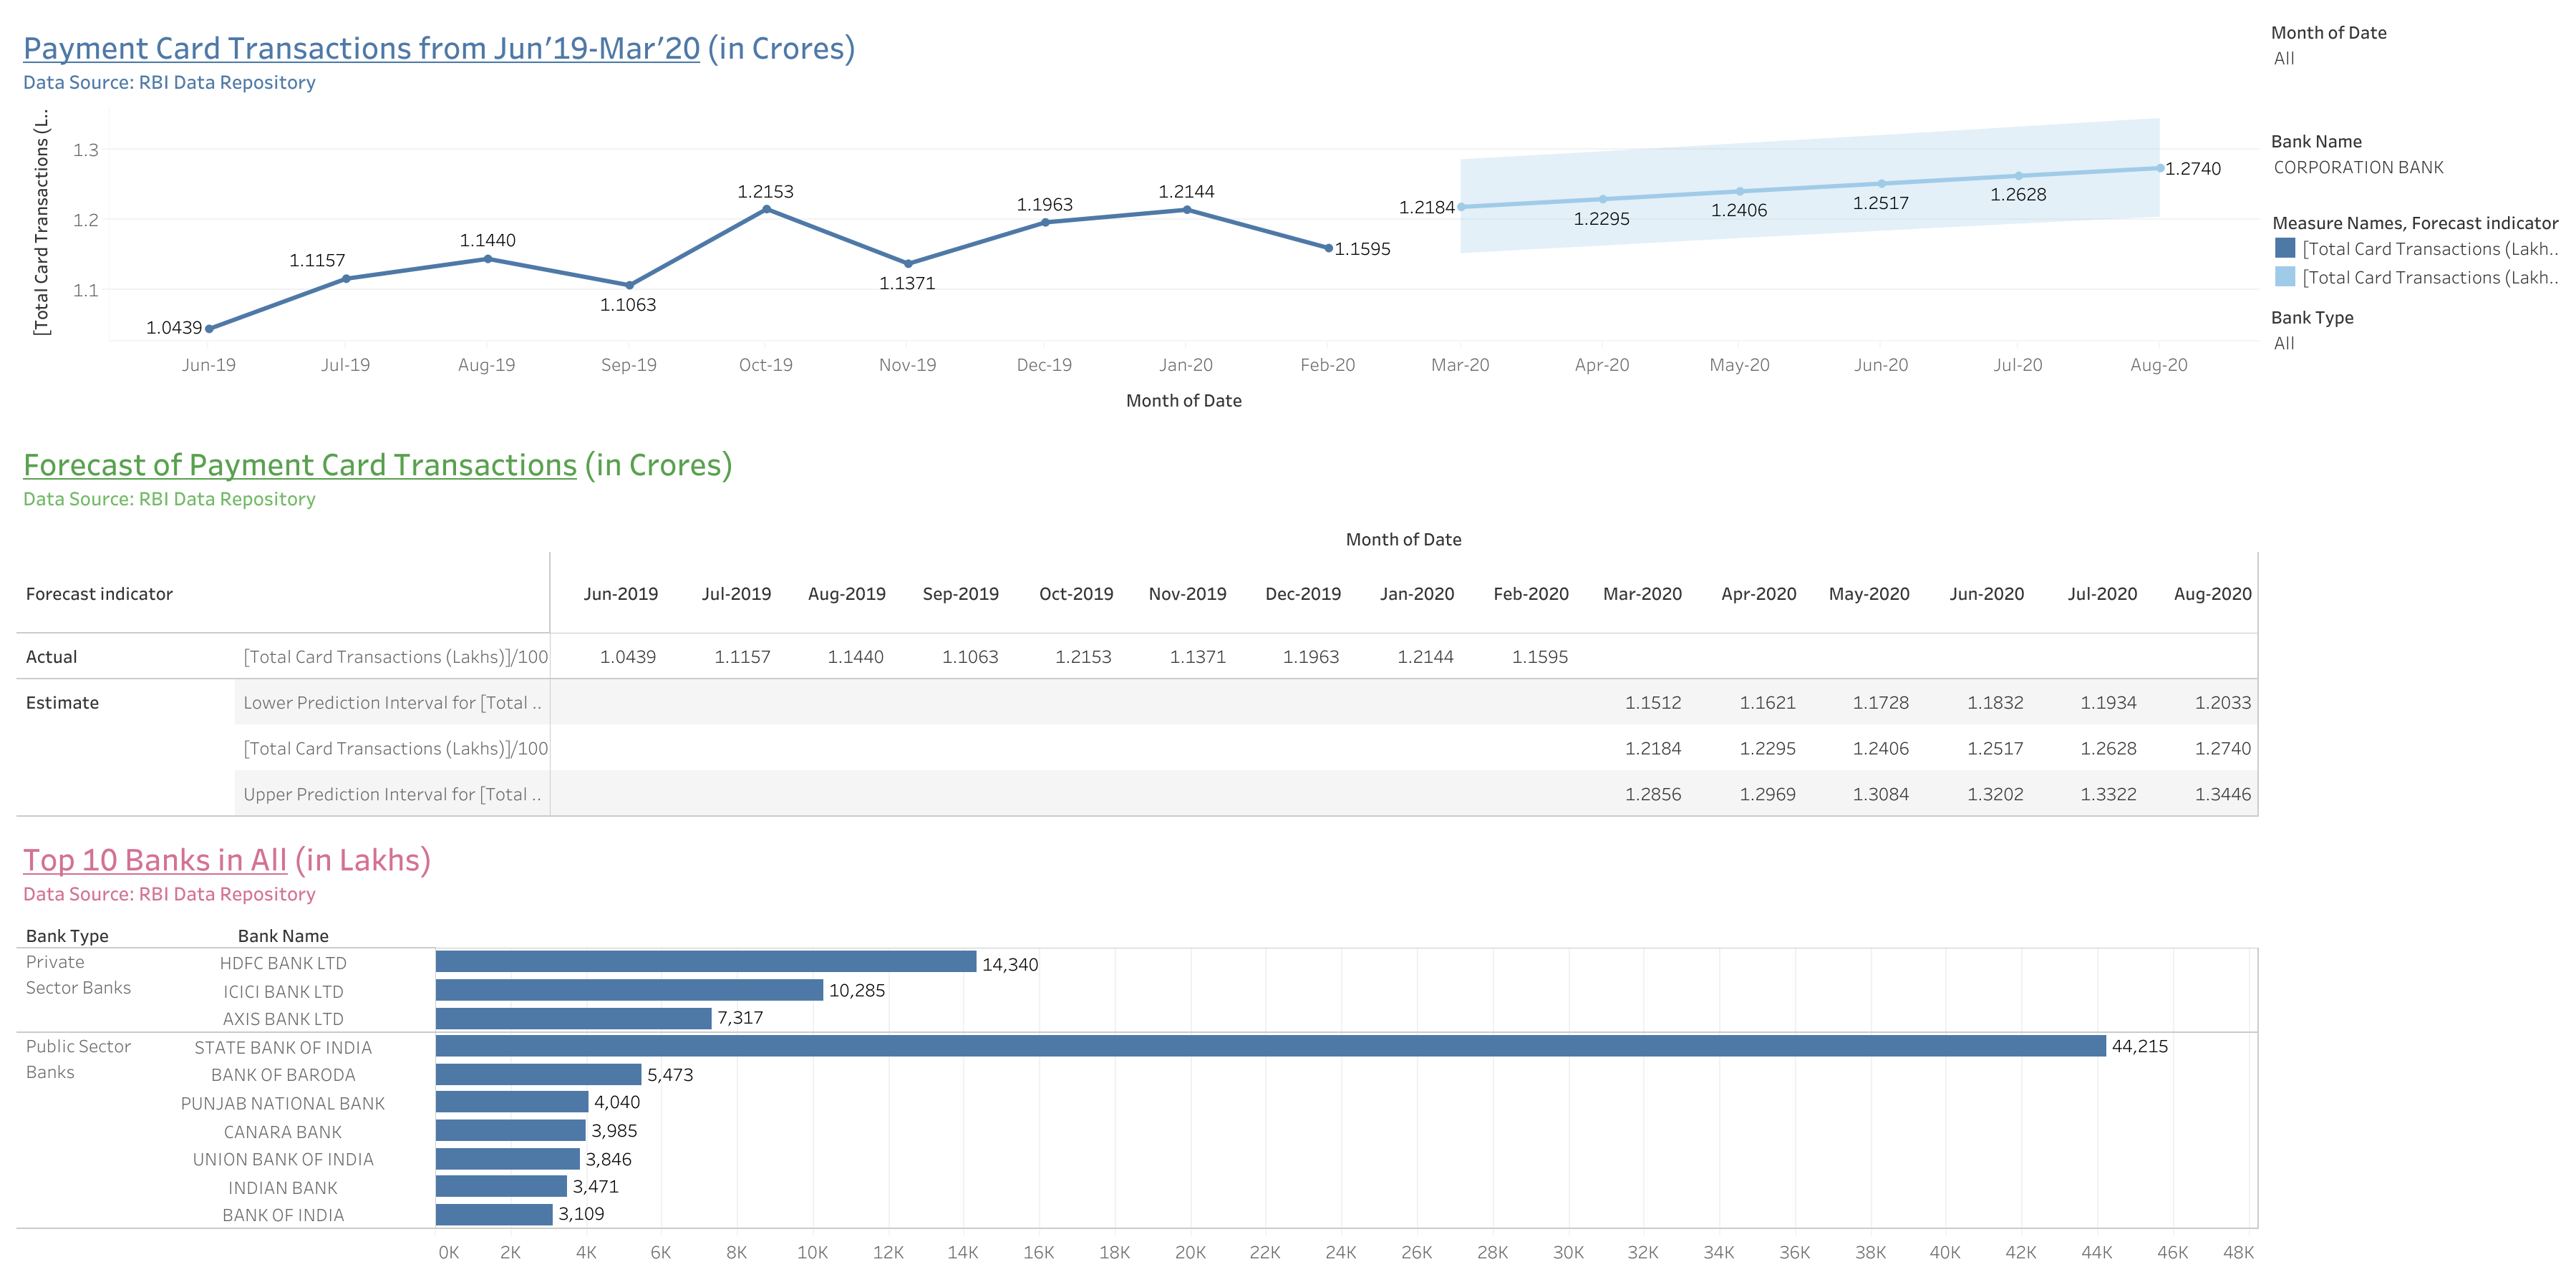 Payment Card Transactions from Jun’19-Mar’20 (in Crores)
Data Source: RBI Data Repository
[Total Card Transactions (L..
1.3
1.2
1.1
1.0439
1.1157
1.1440
1.1063
1.2153
1.1371
1.1963
1.2144
1.1595
1.2184
1.2295
1.2406
1.2517
1.2628
1.2740
Jun-19 Jul-19 Aug-19 Sep-19 Oct-19 Nov-19 Dec-19 Jan-20 Feb-20 Mar-20 Apr-20 May-20 Jun-20 Jul-20 Aug-20
Month of Date
Month of Date
All
Bank Name
CORPORATION BANK
Measure Names, Forecast indicator
[Total Card Transactions (Lakh..
[Total Card Transactions (Lakh..
Bank Type
All
Forecast of Payment Card Transactions (in Crores)
Data Source: RBI Data Repository
Month of Date
Forecast indicator Jun-2019 Jul-2019 Aug-2019 Sep-2019 Oct-2019 Nov-2019 Dec-2019 Jan-2020 Feb-2020 Mar-2020 Apr-2020 May-2020 Jun-2020 Jul-2020 Aug-2020
Actual [Total Card Transactions (Lakhs)]/100 1.0439 1.1157 1.1440 1.1063 1.2153 1.1371 1.1963 1.2144 1.1595
Estimate Lower Prediction Interval for [Total .. 1.1512 1.1621 1.1728 1.1832 1.1934 1.2033
[Total Card Transactions (Lakhs)]/100 1.2184 1.2295 1.2406 1.2517 1.2628 1.2740
Upper Prediction Interval for [Total .. 1.2856 1.2969 1.3084 1.3202 1.3322 1.3446
Top 10 Banks in All (in Lakhs)
Data Source: RBI Data Repository
Bank Type Bank Name
Private
Sector Banks
HDFC BANK LTD 14,340
ICICI BANK LTD 10,285
AXIS BANK LTD 7,317
Public Sector
Banks
STATE BANK OF INDIA 44,215
BANK OF BARODA 5,473
PUNJAB NATIONAL BANK 4,040
CANARA BANK 3,985
UNION BANK OF INDIA 3,846
INDIAN BANK 3,471
BANK OF INDIA 3,109
0K 2K 4K 6K 8K 10K 12K 14K 16K 18K 20K 22K 24K 26K 28K 30K 32K 34K 36K 38K 40K 42K 44K 46K 48K